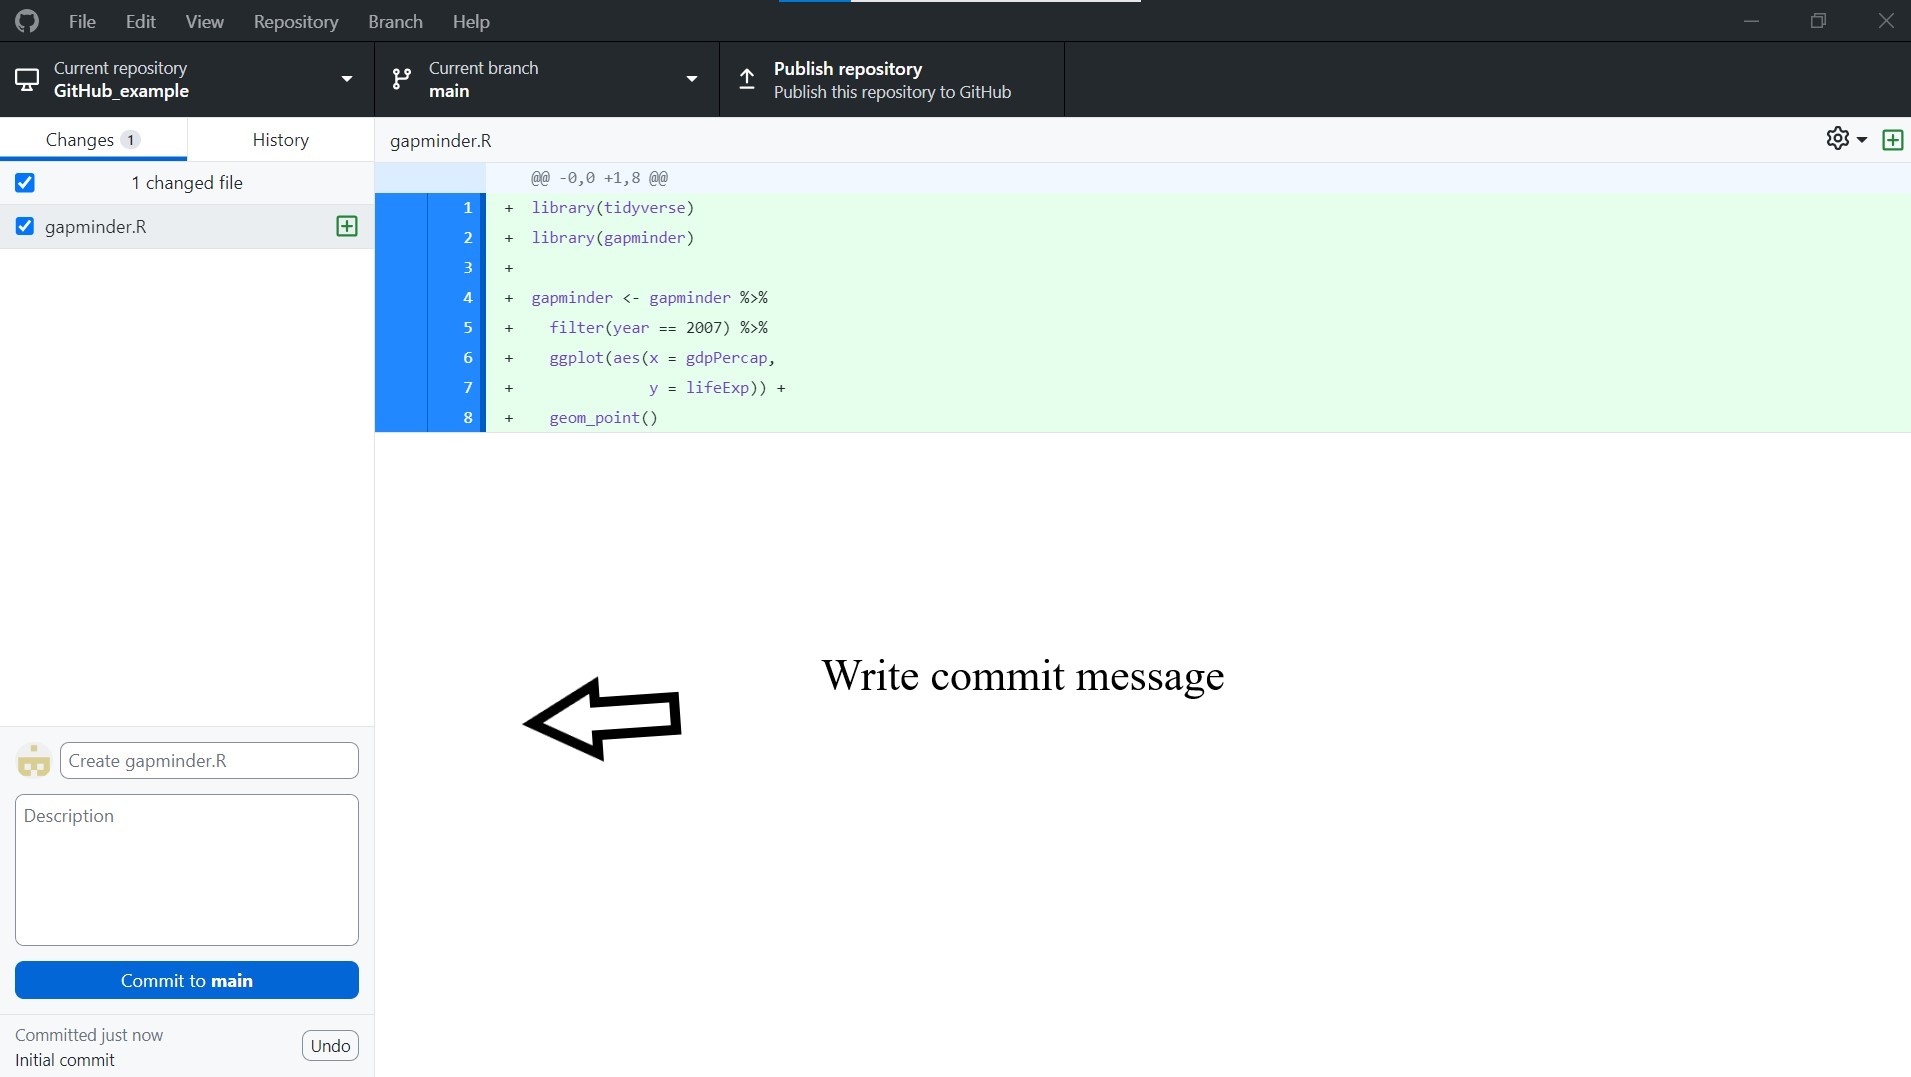 File Edit View Repository Branch Help
Current repository
GitHub_example
Current branch
main
Publish repository
Publish this repository to GitHub
Changes 1
History
gapminder.R
1 changed file
gapminder.R
@@ -0,0 +1,8 @@
1 + library(tidyverse)
2 + library(gapminder)
3 +
4 + gapminder <- gapminder %>%
5 +   filter(year == 2007) %>%
6 +   ggplot(aes(x = gdpPercap,
7 +              y = lifeExp)) +
8 +   geom_point()
Write commit message
Create gapminder.R
Description
Commit to main
Committed just now
Initial commit
Undo